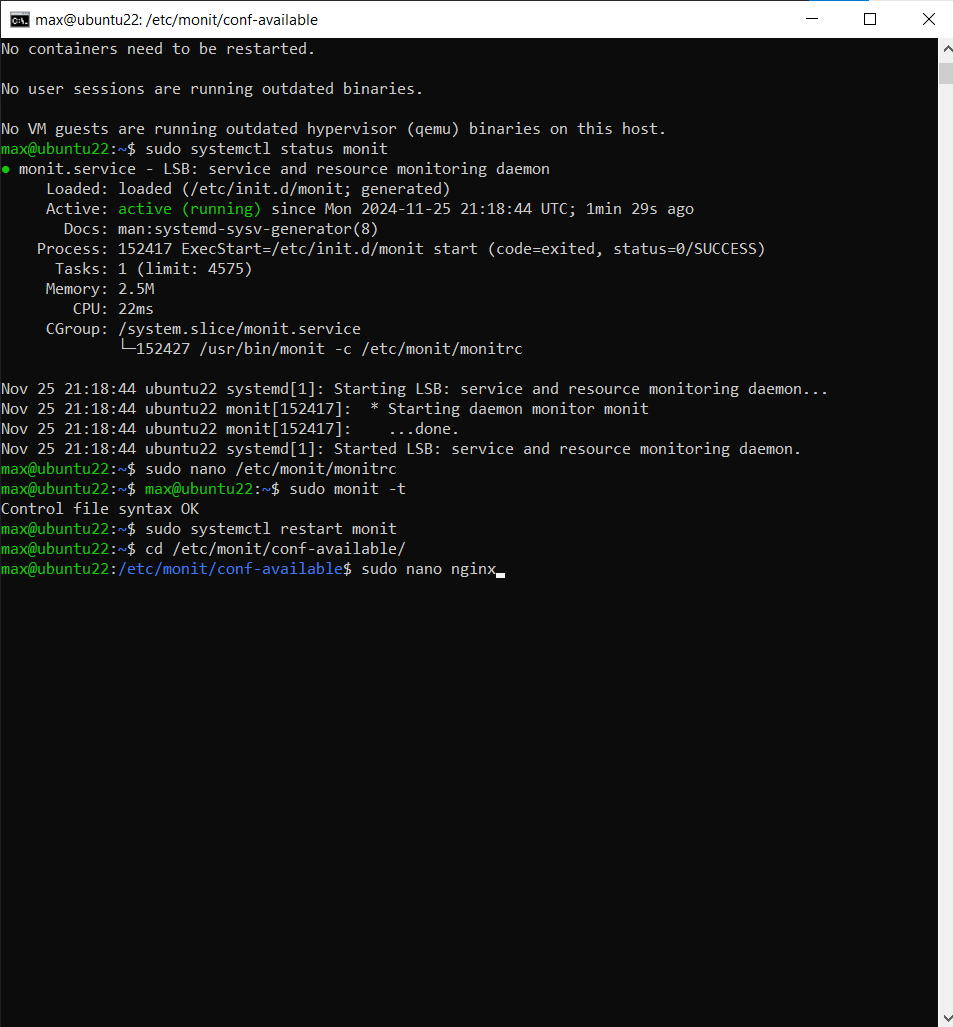 max@ubuntu22: /etc/monit/conf-available
No containers need to be restarted.
No user sessions are running outdated binaries.
No VM guests are running outdated hypervisor (qemu) binaries on this host.
max@ubuntu22:~$ sudo systemctl status monit
● monit.service - LSB: service and resource monitoring daemon
     Loaded: loaded (/etc/init.d/monit; generated)
     Active: active (running) since Mon 2024-11-25 21:18:44 UTC; 1min 29s ago
       Docs: man:systemd-sysv-generator(8)
    Process: 152417 ExecStart=/etc/init.d/monit start (code=exited, status=0/SUCCESS)
      Tasks: 1 (limit: 4575)
     Memory: 2.5M
        CPU: 22ms
     CGroup: /system.slice/monit.service
             └─152427 /usr/bin/monit -c /etc/monit/monitrc
Nov 25 21:18:44 ubuntu22 systemd[1]: Starting LSB: service and resource monitoring daemon...
Nov 25 21:18:44 ubuntu22 monit[152417]:  * Starting daemon monitor monit
Nov 25 21:18:44 ubuntu22 monit[152417]:    ...done.
Nov 25 21:18:44 ubuntu22 systemd[1]: Started LSB: service and resource monitoring daemon.
max@ubuntu22:~$ sudo nano /etc/monit/monitrc
max@ubuntu22:~$ max@ubuntu22:~$ sudo monit -t
Control file syntax OK
max@ubuntu22:~$ sudo systemctl restart monit
max@ubuntu22:~$ cd /etc/monit/conf-available/
max@ubuntu22:/etc/monit/conf-available$ sudo nano nginx